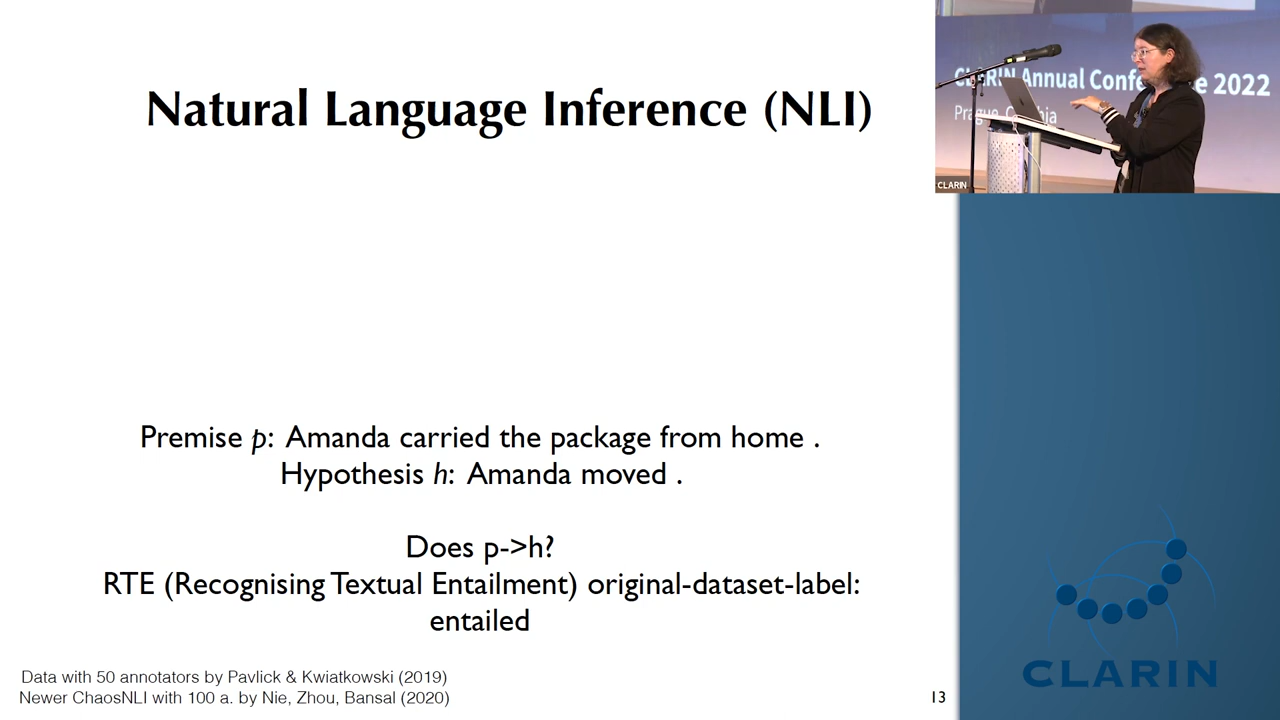 Natural Language Inference (NLI)
CLARIN Annual Conference 2022
Prague
CLARIN
Premise p: Amanda carried the package from home .
Hypothesis h: Amanda moved .
Does p->h?
RTE (Recognising Textual Entailment) original-dataset-label:
entailed
Data with 50 annotators by Pavlick & Kwiatkowski (2019)
Newer ChaosNLI with 100 a. by Nie, Zhou, Bansal (2020)
13
CLARIN